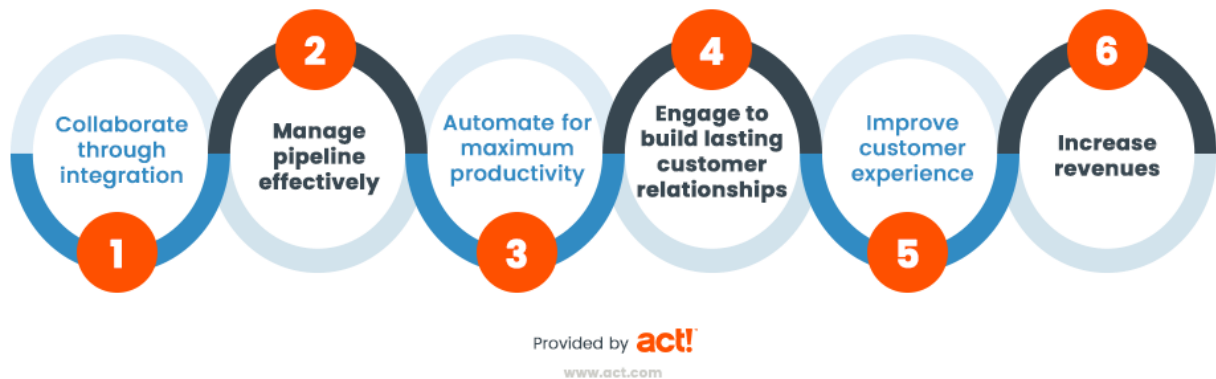 1
Collaborate
through
integration
2
Manage
pipeline
effectively
3
Automate for
maximum
productivity
4
Engage to
build lasting
customer
relationships
5
Improve
customer
experience
6
Increase
revenues
Provided by act!
www.act.com